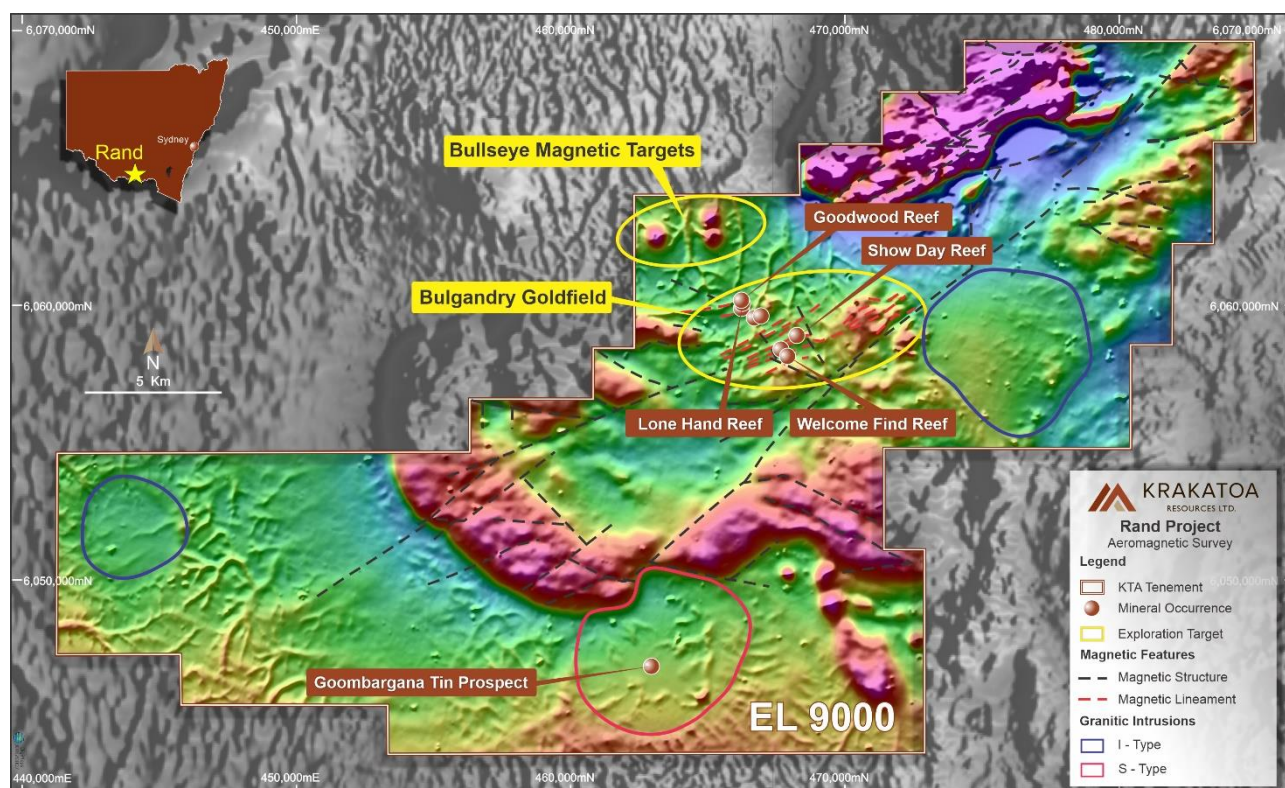 6,070,000mN
450,000mE
460,000mN
470,000mN
480,000mN
6,070,000mN
Sydney
Rand
Bullseye Magnetic Targets
Goodwood Reef
Show Day Reef
Bulgandry Goldfield
6,060,000mN
6,060,000mN
N
5 Km
Lone Hand Reef
Welcome Find Reef
6,050,000mN
6,050,000mN
Goombargana Tin Prospect
EL 9000
KRAKATOA
RESOURCES LTD.
Rand Project
Aeromagnetic Survey
Legend
KTA Tenement
Mineral Occurrence
Exploration Target
Magnetic Features
Magnetic Structure
Magnetic Lineament
Granitic Intrusions
I - Type
S - Type
440,000mE
450,000mN
460,000mN
470,000mN